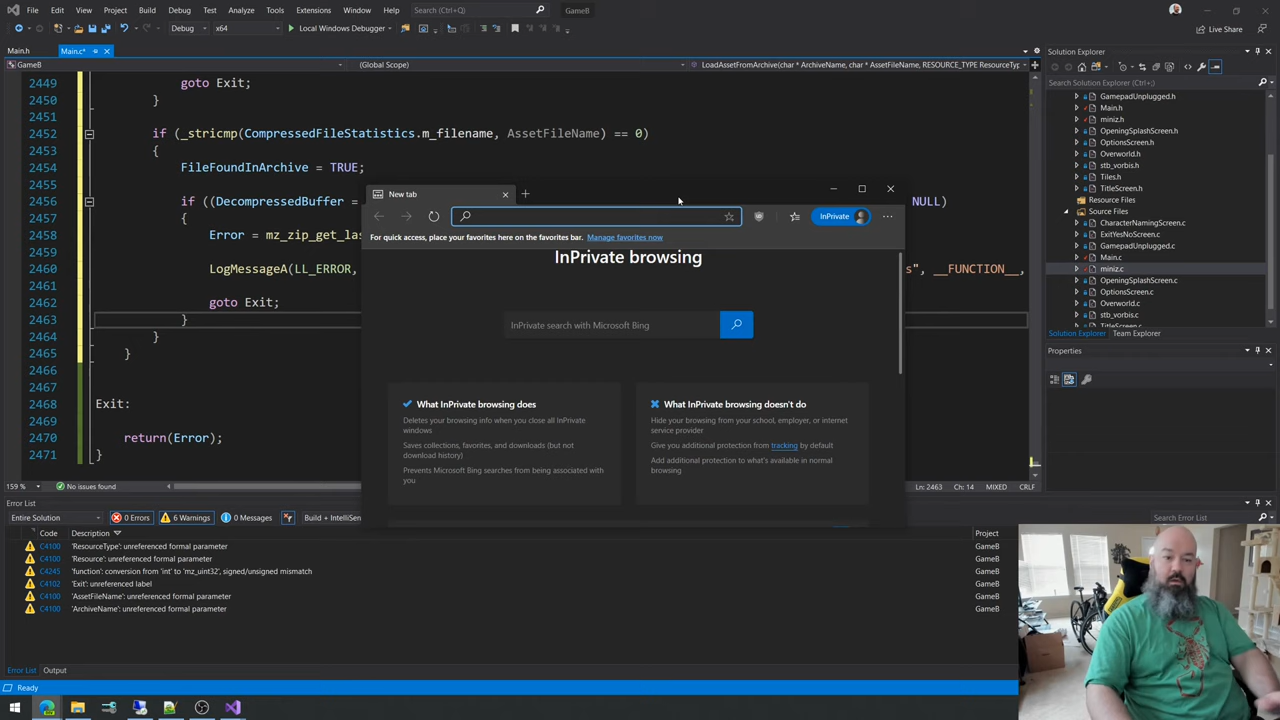 File Edit View Project Build Debug Test Analyze Tools Extensions Window Help Search (Ctrl+Q) GameB
Debug x64 Local Windows Debugger Live Share
Main.h Main.c*
GameB (Global Scope) LoadAssetFromArchive(char * ArchiveName, char * AssetFileName, RESOURCE_TYPE ResourceTyp
2449 goto Exit;
2450 }
2451
2452 if (_stricmp(CompressedFileStatistics.m_filename, AssetFileName) == 0)
2453 {
2454 FileFoundInArchive = TRUE;
2455
2456 if ((DecompressedBuffer = NULL)
2457 {
2458 Error = mz_zip_get_las
2459
2460 LogMessageA(LL_ERROR, s", __FUNCTION__,
2461
2462 goto Exit;
2463 }
2464 }
2465 }
2466
2467
2468 Exit:
2469
2470 return(Error);
2471 }
New tab
InPrivate
For quick access, place your favorites here on the favorites bar. Manage favorites now
InPrivate browsing
InPrivate search with Microsoft Bing
What InPrivate browsing does
Deletes your browsing info when you close all InPrivate
windows
Saves collections, favorites, and downloads (but not
download history)
Prevents Microsoft Bing searches from being associated with
you
What InPrivate browsing doesn't do
Hide your browsing from your school, employer, or internet
service provider
Give you additional protection from tracking by default
Add additional protection to what's available in normal
browsing
159 % No issues found Ln: 2463 Ch: 14 MIXED CRLF
Solution Explorer
Search Solution Explorer (Ctrl+;)
GamepadUnplugged.h
Main.h
miniz.h
OpeningSplashScreen.h
OptionsScreen.h
Overworld.h
stb_vorbis.h
Tiles.h
TitleScreen.h
Source Files
CharacterNamingScreen.c
ExitYesNoScreen.c
GamepadUnplugged.c
Main.c
miniz.c
OpeningSplashScreen.c
OptionsScreen.c
Overworld.c
stb_vorbis.c
TitleScreen.c
Solution Explorer Team Explorer
Properties
Error List
Entire Solution 0 Errors 6 Warnings 0 Messages Build + IntelliSen Search Error List
Code Description Project
C4100 'ResourceType': unreferenced formal parameter GameB
C4100 'Resource': unreferenced formal parameter GameB
C4245 'function': conversion from 'int' to 'mz_uint32', signed/unsigned mismatch GameB
C4102 'Exit': unreferenced label GameB
C4100 'AssetFileName': unreferenced formal parameter GameB
C4100 'ArchiveName': unreferenced formal parameter GameB
Error List Output
Ready